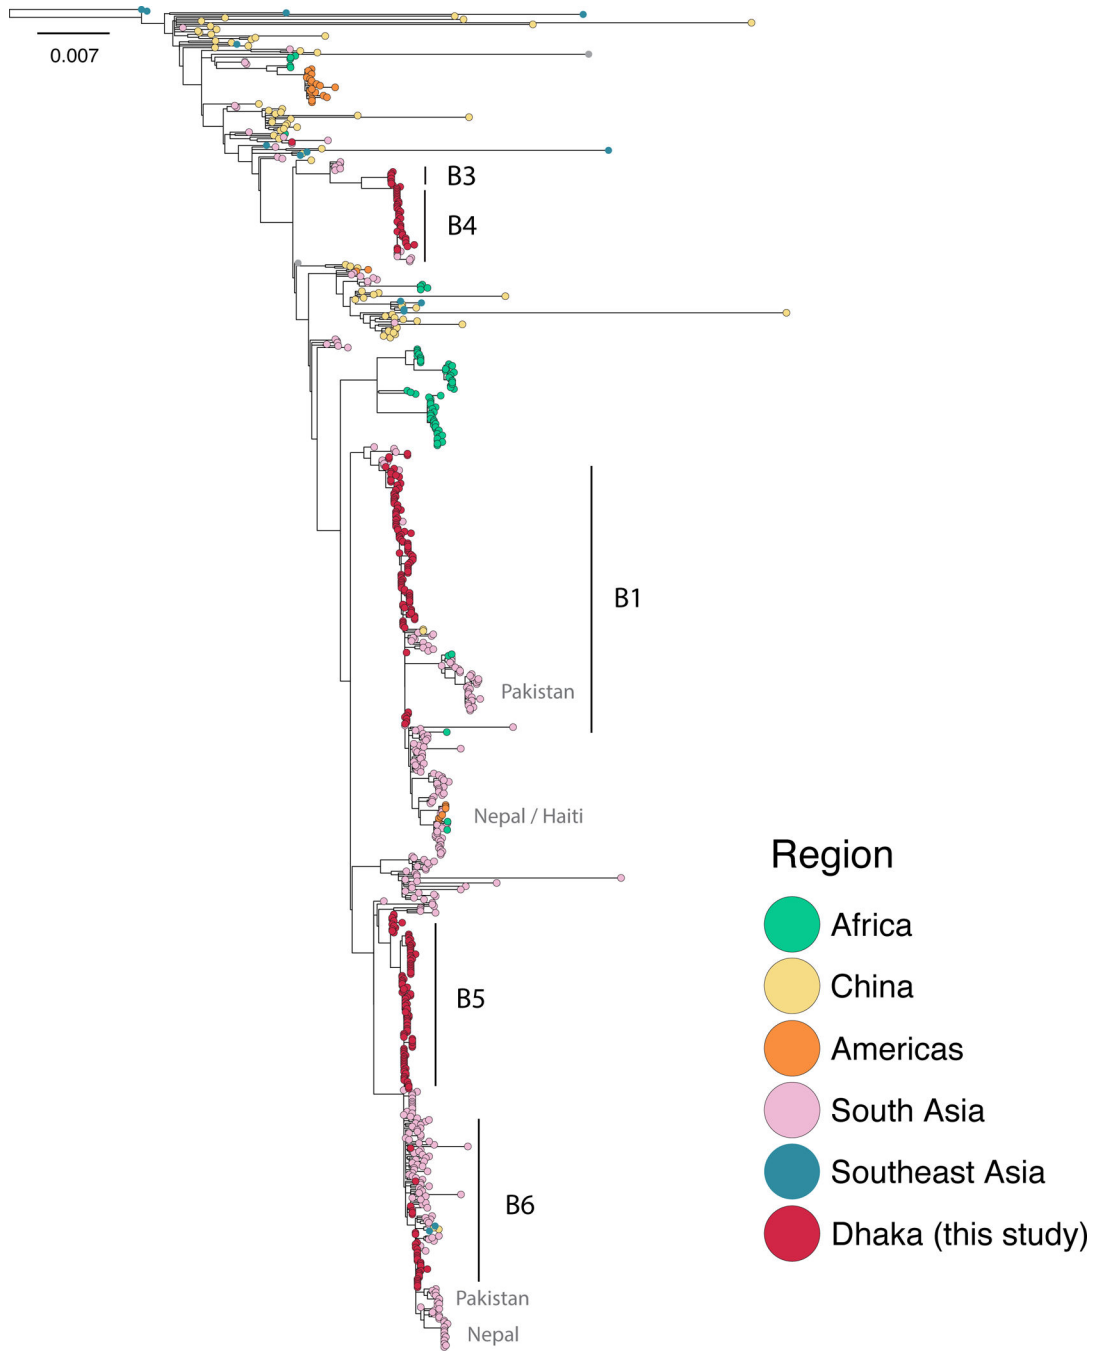 0.007
B3
B4
B1
Pakistan
Nepal / Haiti
Region
Africa
China
Americas
South Asia
Southeast Asia
Dhaka (this study)
B5
B6
Pakistan
Nepal